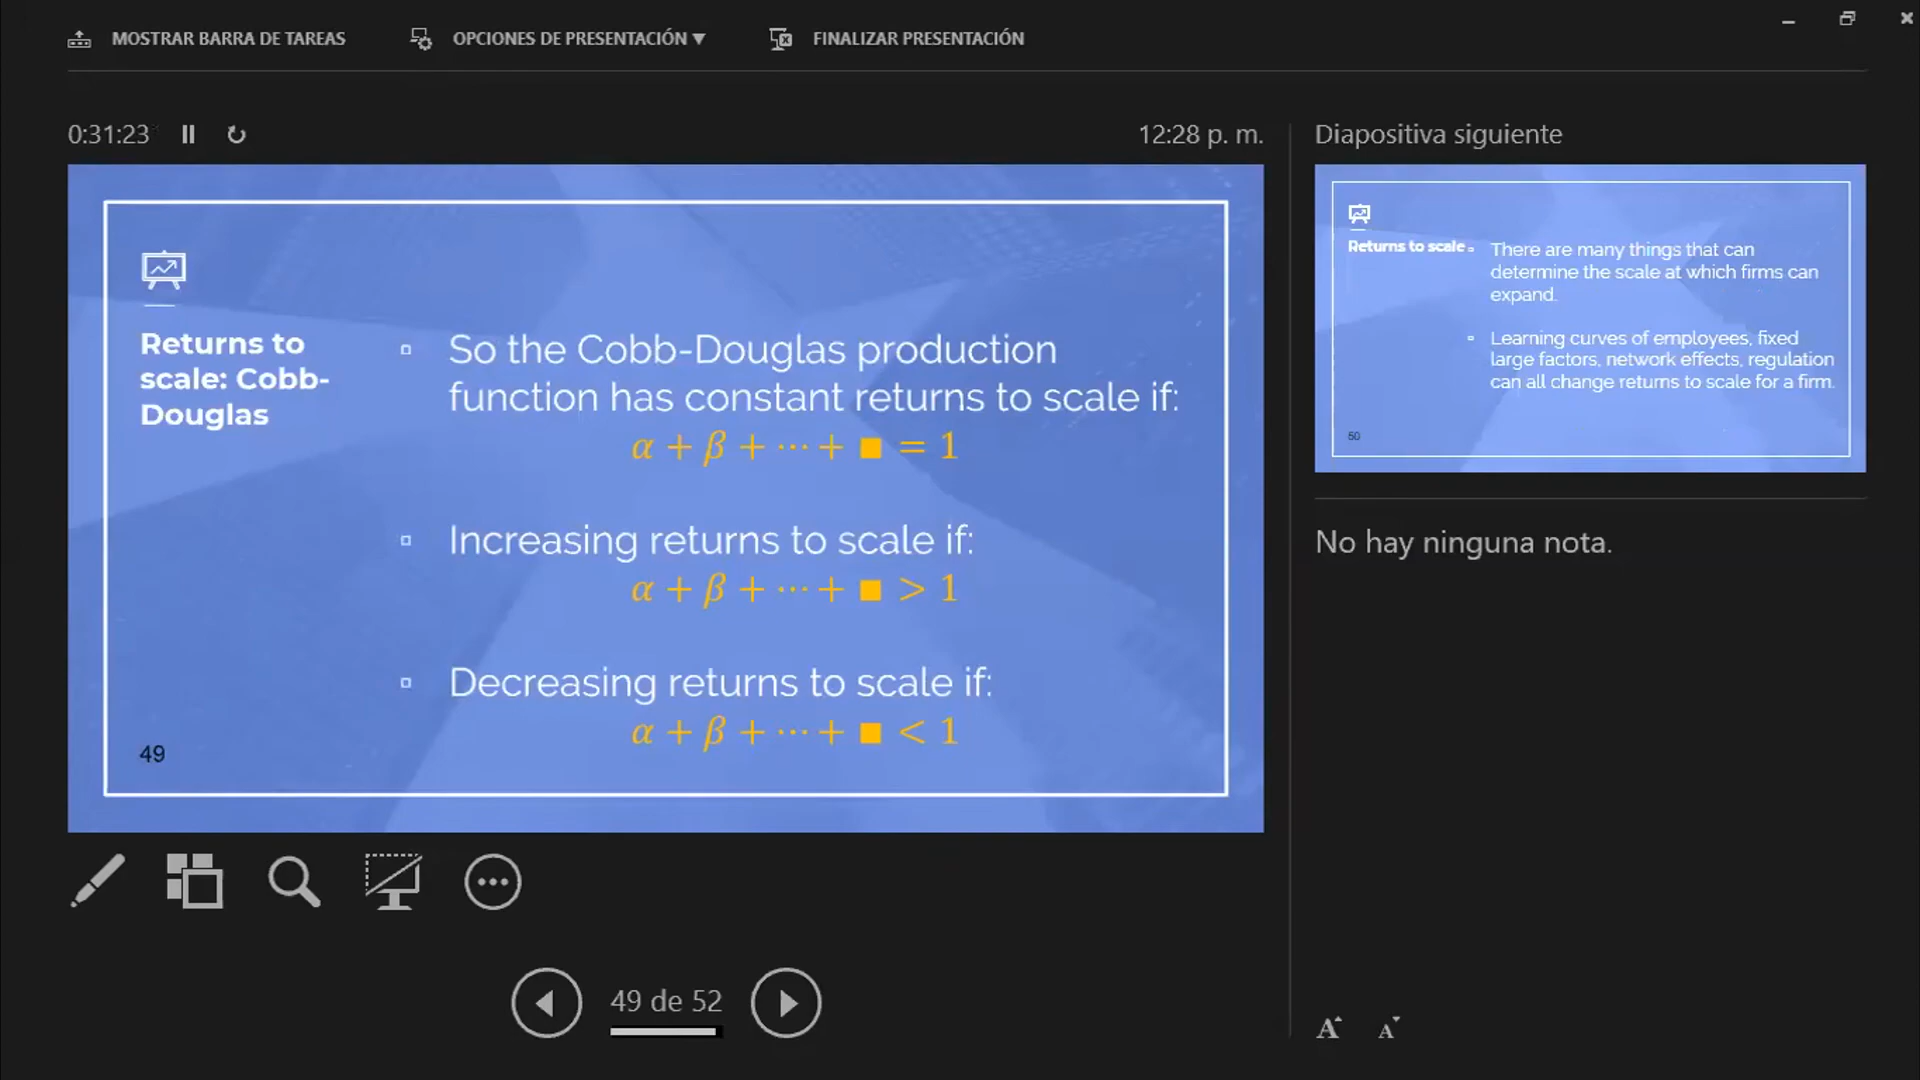 MOSTRAR BARRA DE TAREAS
OPCIONES DE PRESENTACIÓN ▼
FINALIZAR PRESENTACIÓN
0:31:23
12:28 p. m.
Returns to
scale: Cobb-
Douglas
▫ So the Cobb-Douglas production
function has constant returns to scale if:
α + β + ⋯ + ■ = 1
▫ Increasing returns to scale if:
α + β + ⋯ + ■ > 1
▫ Decreasing returns to scale if:
α + β + ⋯ + ■ < 1
49
49 de 52
Diapositiva siguiente
Returns to scale
▫ There are many things that can
determine the scale at which firms can
expand.
▫ Learning curves of employees, fixed
large factors, network effects, regulation
can all change returns to scale for a firm.
50
No hay ninguna nota.
A A